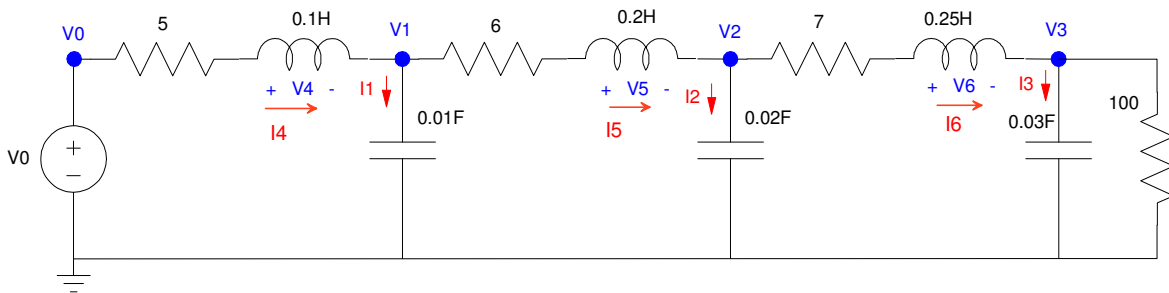 V0
5
0.1H
V1
6
0.2H
V2
7
0.25H
V3
+ V4 -
I4
I1
+ V5 -
I5
I2
+ V6 -
I6
I3
0.01F
0.02F
0.03F
100
V0
+
-